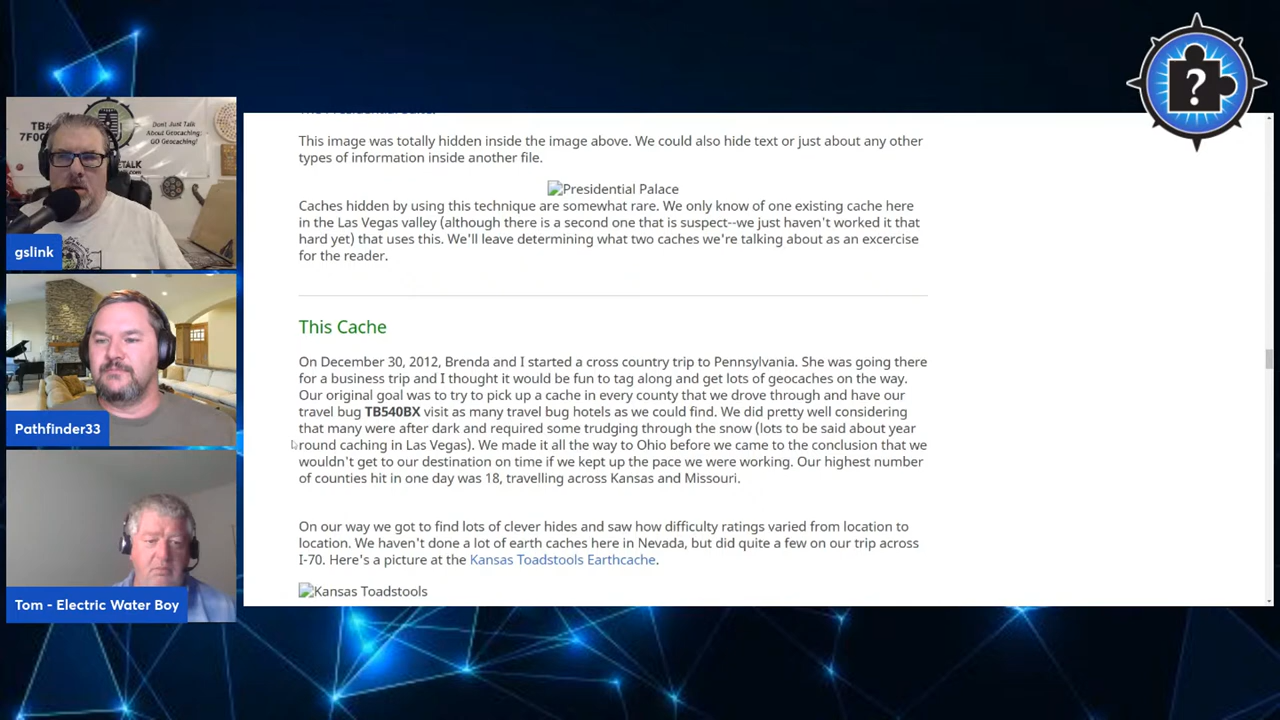 TB#
7F0
Dont Just Talk
About Geocaching:
GO Geocaching!
ETALK
gslink
Pathfinder33
Tom - Electric Water Boy
?
This image was totally hidden inside the image above. We could also hide text or just about any other
types of information inside another file.
Presidential Palace
Caches hidden by using this technique are somewhat rare. We only know of one existing cache here
in the Las Vegas valley (although there is a second one that is suspect--we just haven't worked it that
hard yet) that uses this. We'll leave determining what two caches we're talking about as an excercise
for the reader.
This Cache
On December 30, 2012, Brenda and I started a cross country trip to Pennsylvania. She was going there
for a business trip and I thought it would be fun to tag along and get lots of geocaches on the way.
Our original goal was to try to pick up a cache in every county that we drove through and have our
travel bug TB540BX visit as many travel bug hotels as we could find. We did pretty well considering
that many were after dark and required some trudging through the snow (lots to be said about year
round caching in Las Vegas). We made it all the way to Ohio before we came to the conclusion that we
wouldn't get to our destination on time if we kept up the pace we were working. Our highest number
of counties hit in one day was 18, travelling across Kansas and Missouri.
On our way we got to find lots of clever hides and saw how difficulty ratings varied from location to
location. We haven't done a lot of earth caches here in Nevada, but did quite a few on our trip across
I-70. Here's a picture at the Kansas Toadstools Earthcache.
Kansas Toadstools